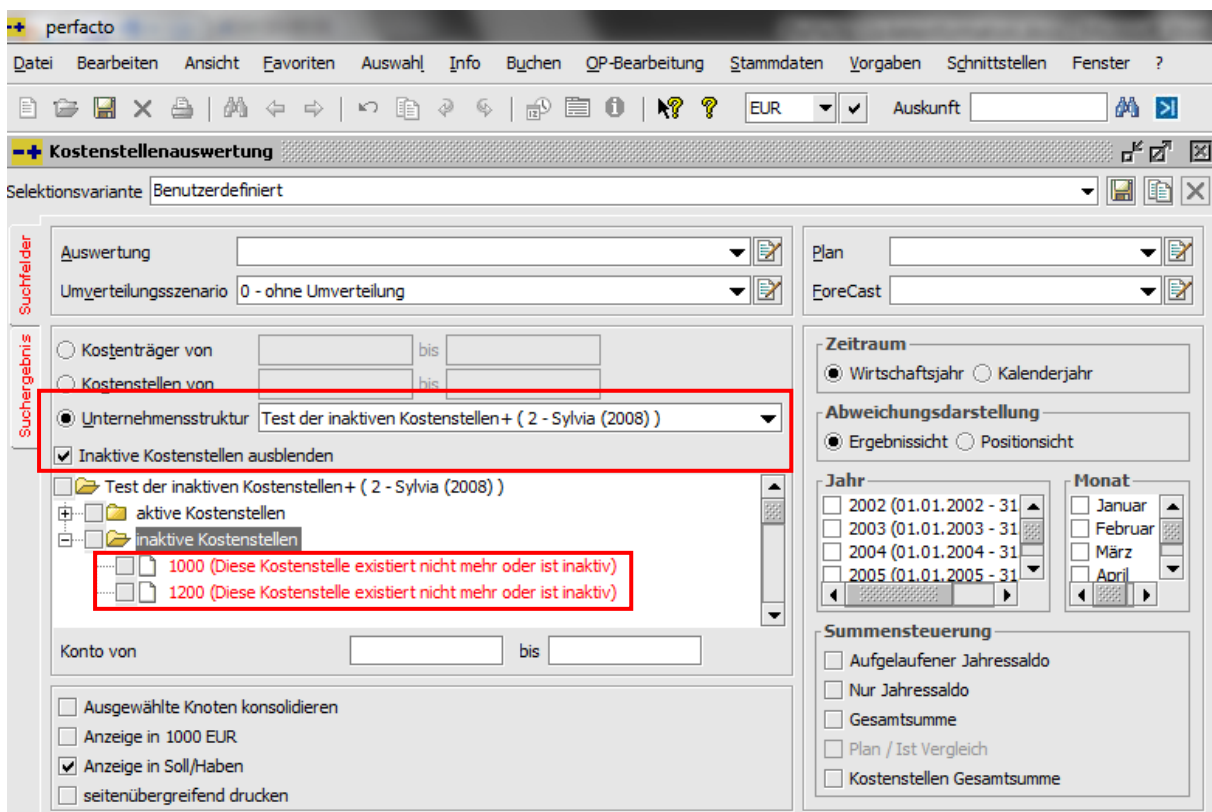 perfacto
Datei Bearbeiten Ansicht Favoriten Auswahl Info Buchen OP-Bearbeitung Stammdaten Vorgaben Schnittstellen Fenster ?
EUR Auskunft
Kostenstellenauswertung
Selektionsvariante Benutzerdefiniert
Suchfelder
Suchergebnis
Auswertung
Umverteilungsszenario 0 - ohne Umverteilung
Plan
ForeCast
Kostenträger von bis
Kostenstellen von bis
Unternehmensstruktur Test der inaktiven Kostenstellen+ ( 2 - Sylvia (2008) )
Inaktive Kostenstellen ausblenden
Test der inaktiven Kostenstellen+ ( 2 - Sylvia (2008) )
aktive Kostenstellen
inaktive Kostenstellen
1000 (Diese Kostenstelle existiert nicht mehr oder ist inaktiv)
1200 (Diese Kostenstelle existiert nicht mehr oder ist inaktiv)
Konto von bis
Ausgewählte Knoten konsolidieren
Anzeige in 1000 EUR
Anzeige in Soll/Haben
seitenübergreifend drucken
Zeitraum
Wirtschaftsjahr Kalenderjahr
Abweichungsdarstellung
Ergebnissicht Positionsicht
Jahr
2002 (01.01.2002 - 31
2003 (01.01.2003 - 31
2004 (01.01.2004 - 31
2005 (01.01.2005 - 31
Monat
Januar
Februar
März
April
Summensteuerung
Aufgelaufener Jahressaldo
Nur Jahressaldo
Gesamtsumme
Plan / Ist Vergleich
Kostenstellen Gesamtsumme